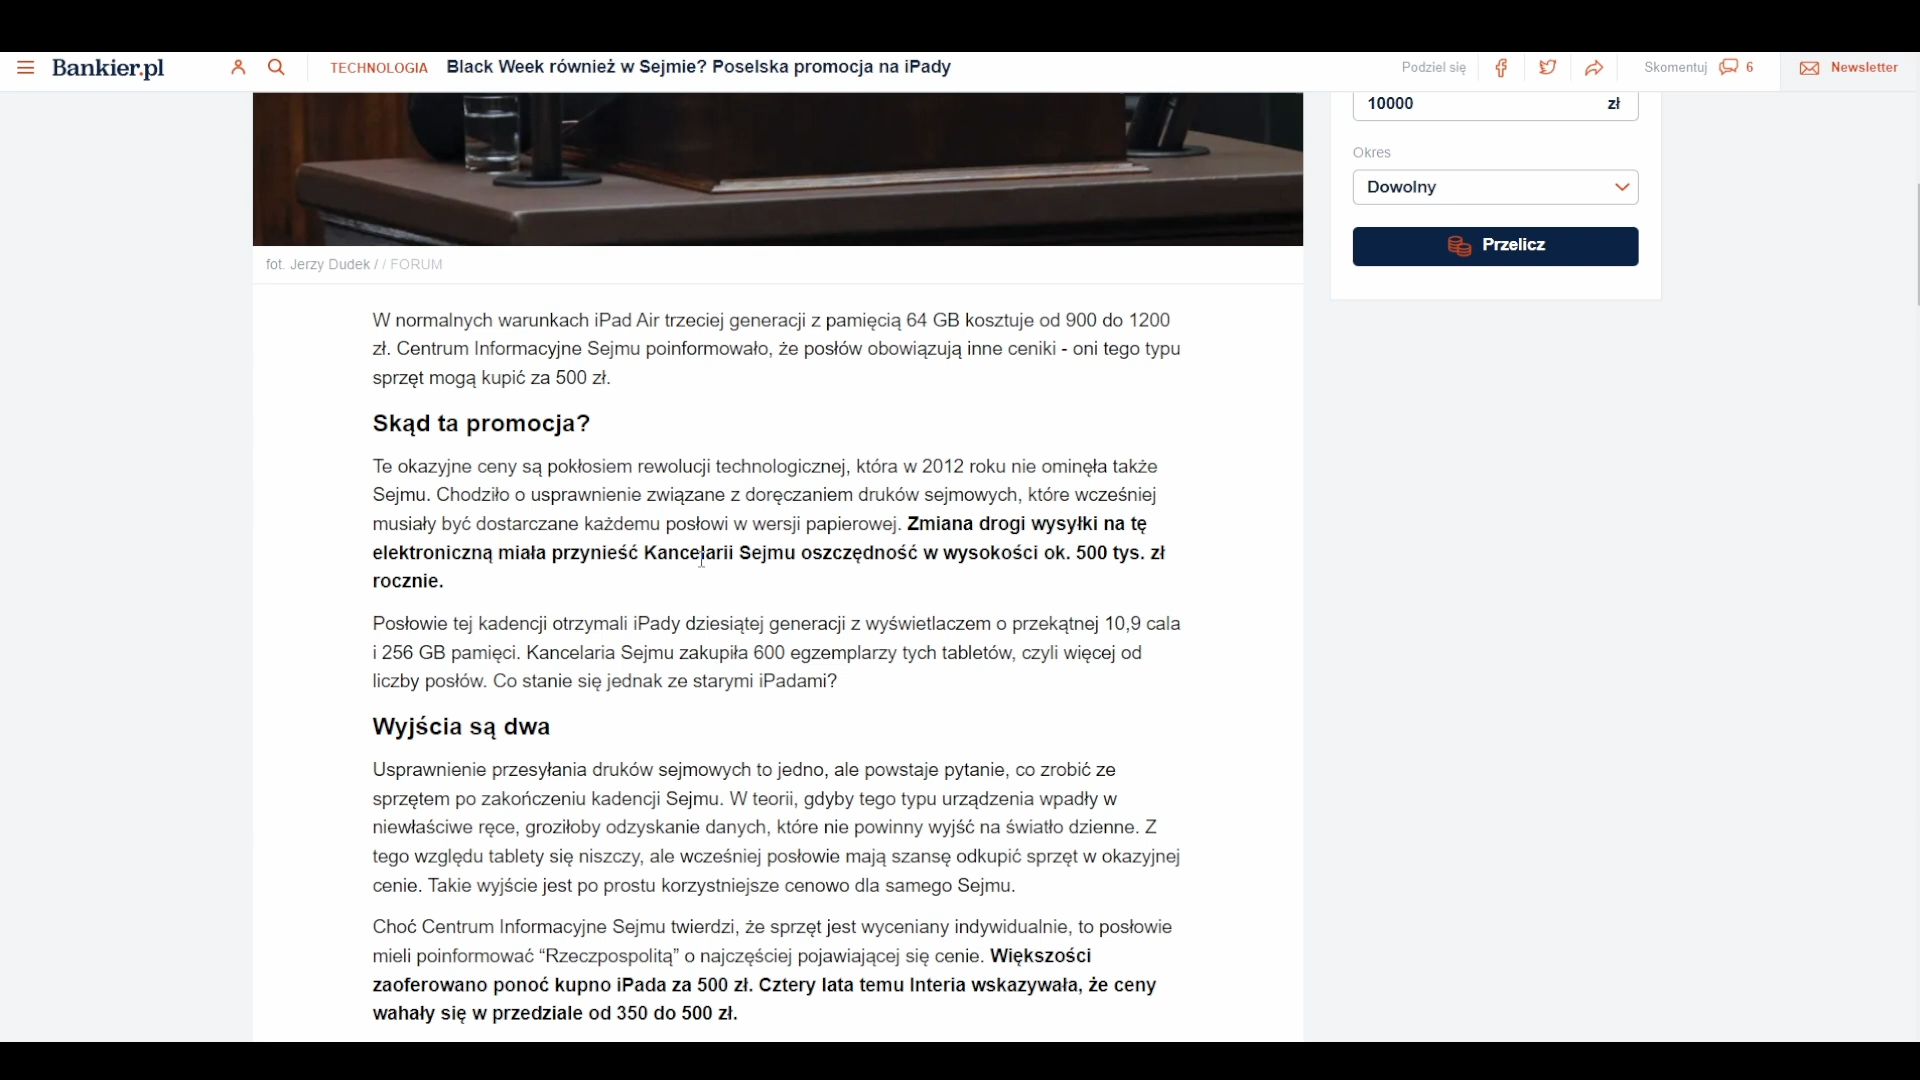 Bankier.pl
TECHNOLOGIA
Black Week również w Sejmie? Poselska promocja na iPady
Podziel się
Skomentuj
6
Newsletter
10000 zł
Okres
Dowolny
Przelicz
fot. Jerzy Dudek / / FORUM
W normalnych warunkach iPad Air trzeciej generacji z pamięcią 64 GB kosztuje od 900 do 1200
zł. Centrum Informacyjne Sejmu poinformowało, że posłów obowiązują inne ceniki - oni tego typu
sprzęt mogą kupić za 500 zł.
Skąd ta promocja?
Te okazyjne ceny są pokłosiem rewolucji technologicznej, która w 2012 roku nie ominęła także
Sejmu. Chodziło o usprawnienie związane z doręczaniem druków sejmowych, które wcześniej
musiały być dostarczane każdemu posłowi w wersji papierowej. Zmiana drogi wysyłki na tę
elektroniczną miała przynieść Kancelarii Sejmu oszczędność w wysokości ok. 500 tys. zł
rocznie.
Posłowie tej kadencji otrzymali iPady dziesiątej generacji z wyświetlaczem o przekątnej 10,9 cala
i 256 GB pamięci. Kancelaria Sejmu zakupiła 600 egzemplarzy tych tabletów, czyli więcej od
liczby posłów. Co stanie się jednak ze starymi iPadami?
Wyjścia są dwa
Usprawnienie przesyłania druków sejmowych to jedno, ale powstaje pytanie, co zrobić ze
sprzętem po zakończeniu kadencji Sejmu. W teorii, gdyby tego typu urządzenia wpadły w
niewłaściwe ręce, groziłoby odzyskanie danych, które nie powinny wyjść na światło dzienne. Z
tego względu tablety się niszczy, ale wcześniej posłowie mają szansę odkupić sprzęt w okazyjnej
cenie. Takie wyjście jest po prostu korzystniejsze cenowo dla samego Sejmu.
Choć Centrum Informacyjne Sejmu twierdzi, że sprzęt jest wyceniany indywidualnie, to posłowie
mieli poinformować “Rzeczpospolitą” o najczęściej pojawiającej się cenie. Większości
zaoferowano ponoć kupno iPada za 500 zł. Cztery lata temu Interia wskazywała, że ceny
wahały się w przedziale od 350 do 500 zł.